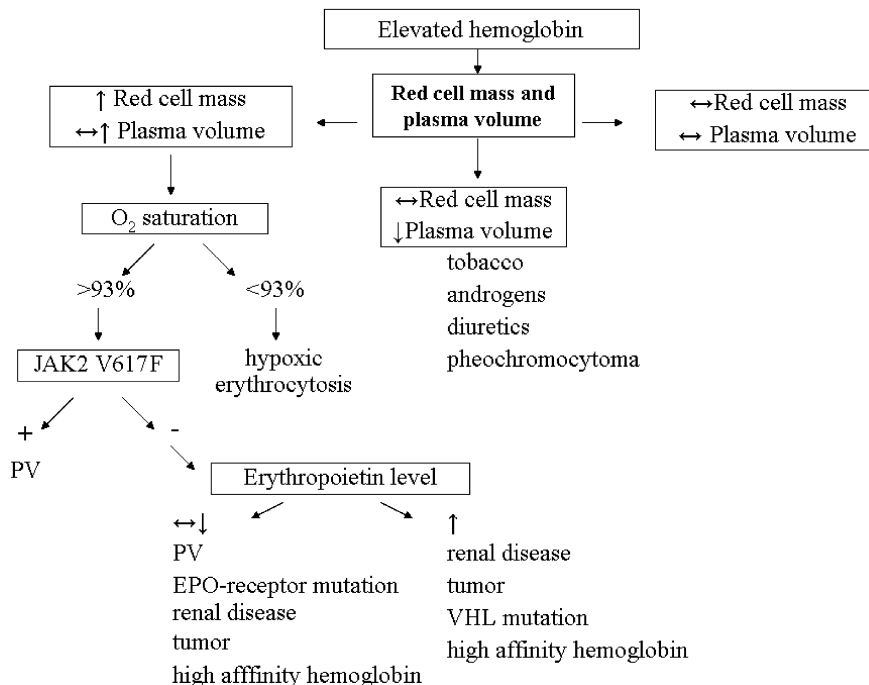 Elevated hemoglobin
↑ Red cell mass
↔↑ Plasma volume
Red cell mass and
plasma volume
↔Red cell mass
↔ Plasma volume
↔Red cell mass
↓Plasma volume
tobacco
androgens
diuretics
pheochromocytoma
O₂ saturation
>93%
<93%
JAK2 V617F
hypoxic
erythrocytosis
+
-
PV
Erythropoietin level
↔↓
PV
EPO-receptor mutation
renal disease
tumor
high afffinity hemoglobin
↑
renal disease
tumor
VHL mutation
high affinity hemoglobin